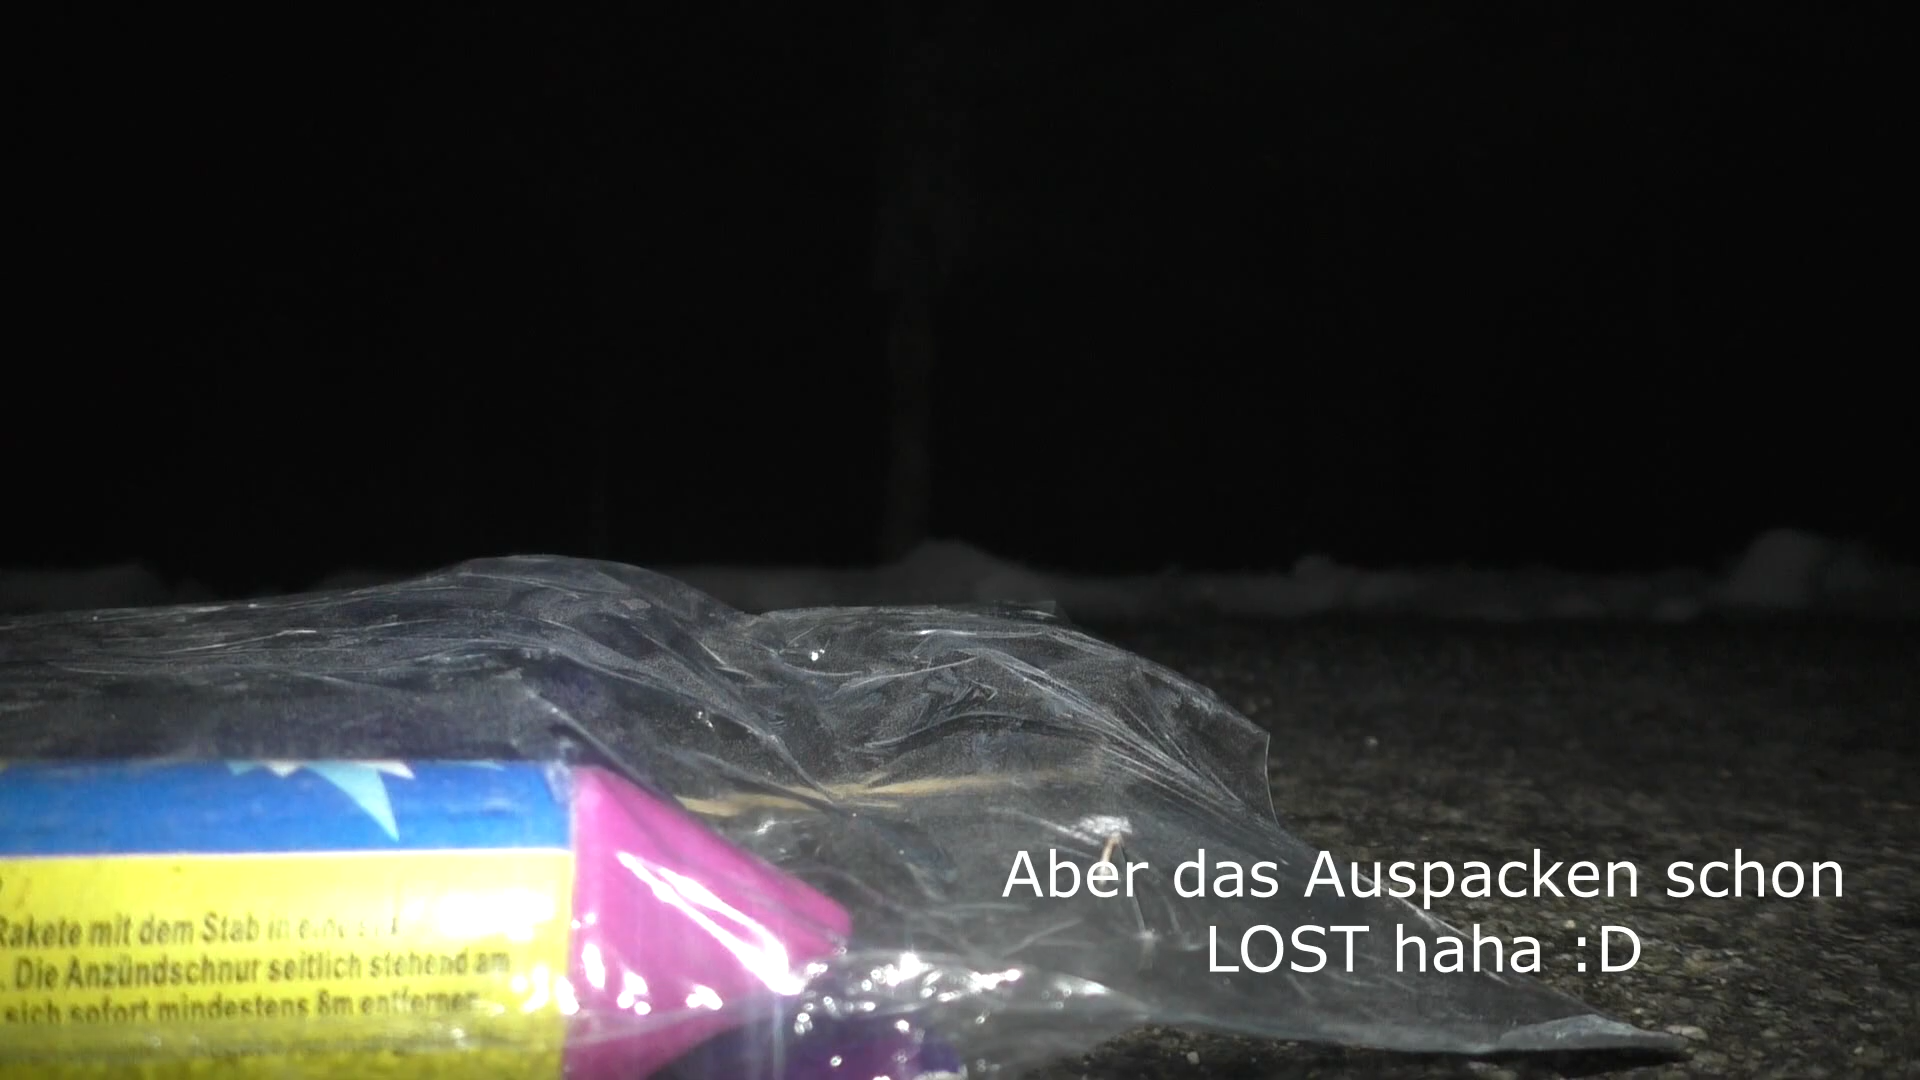 Rakete mit dem Stab in
. Die Anzündschnur seitlich stehend am
sich sofort mindestens 8m entfernen
Aber das Auspacken schon
LOST haha :D